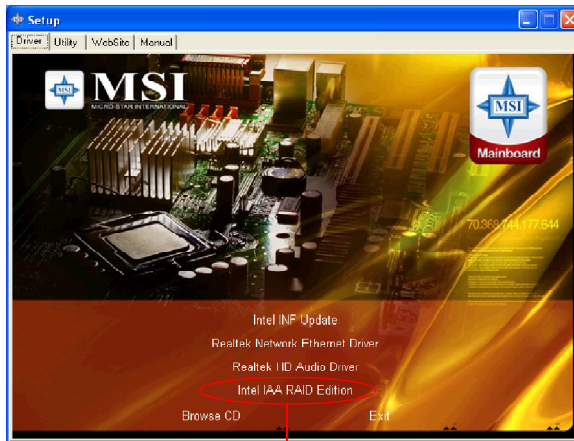 Setup
Driver Utility WebSite Manual
MSI
MICRO-STAR INTERNATIONAL
MSI
Mainboard
70,368,744,177,644
Intel INF Update
Realtek Network Ethernet Driver
Realtek HD Audio Driver
Intel IAA RAID Edition
Browse CD Exit